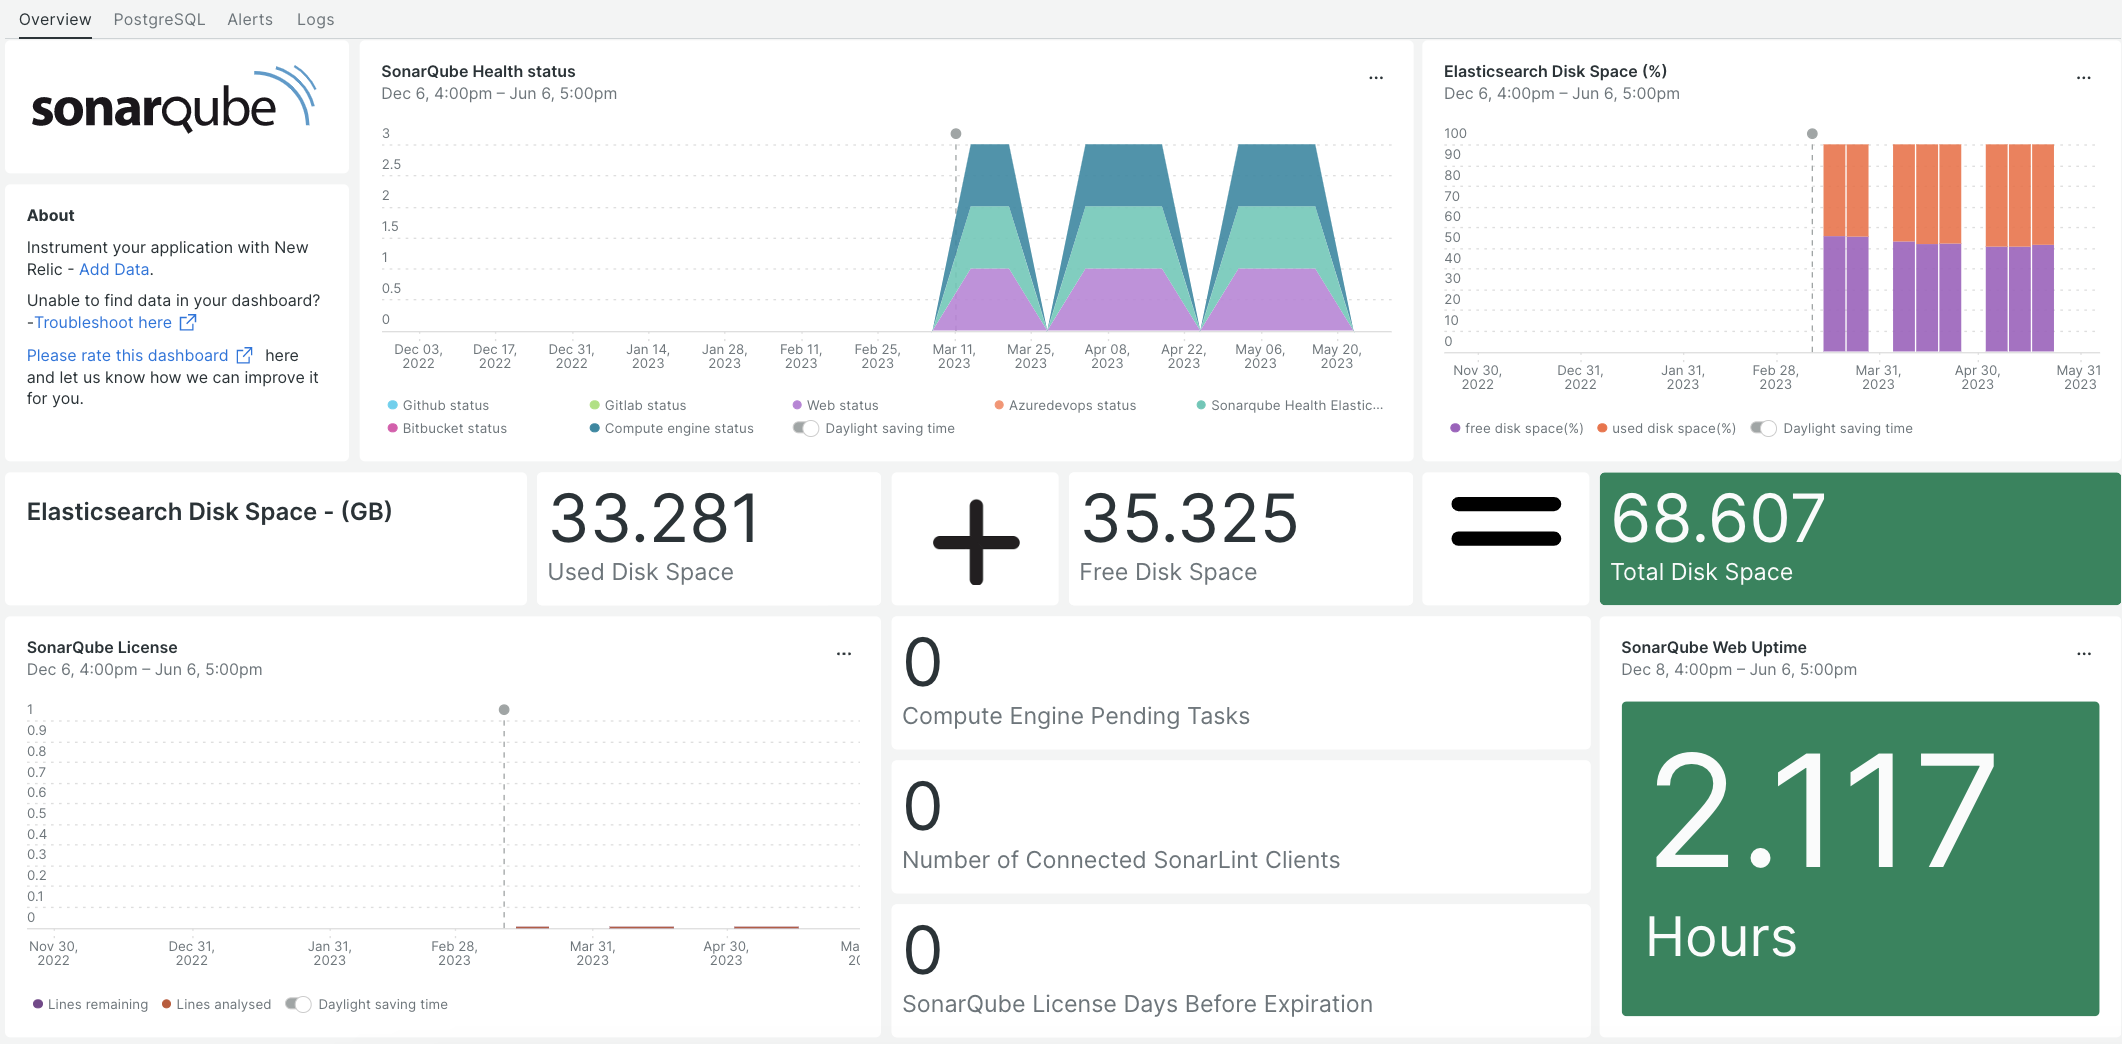 Overview PostgreSQL Alerts Logs
sonarqube
About
Instrument your application with New
Relic - Add Data.
Unable to find data in your dashboard?
-Troubleshoot here
Please rate this dashboard here
and let us know how we can improve it
for you.
SonarQube Health status
Dec 6, 4:00pm – Jun 6, 5:00pm
...
3
2.5
2
1.5
1
0.5
0
Dec 03, Dec 17, Dec 31, Jan 14, Jan 28, Feb 11, Feb 25, Mar 11, Mar 25, Apr 08, Apr 22, May 06, May 20,
2022 2022 2022 2023 2023 2023 2023 2023 2023 2023 2023 2023 2023
Github status Gitlab status Web status Azuredevops status Sonarqube Health Elastic...
Bitbucket status Compute engine status Daylight saving time
Elasticsearch Disk Space (%)
Dec 6, 4:00pm – Jun 6, 5:00pm
...
100
90
80
70
60
50
40
30
20
10
0
Nov 30, Dec 31, Jan 31, Feb 28, Mar 31, Apr 30, May 31
2022 2022 2023 2023 2023 2023 2023
free disk space(%) used disk space(%) Daylight saving time
Elasticsearch Disk Space - (GB)
33.281
Used Disk Space
+
35.325
Free Disk Space
=
68.607
Total Disk Space
SonarQube License
Dec 6, 4:00pm – Jun 6, 5:00pm
...
1
0.9
0.8
0.7
0.6
0.5
0.4
0.3
0.2
0.1
0
Nov 30, Dec 31, Jan 31, Feb 28, Mar 31, Apr 30, Ma
2022 2022 2023 2023 2023 2023 20
Lines remaining Lines analysed Daylight saving time
0
Compute Engine Pending Tasks
0
Number of Connected SonarLint Clients
0
SonarQube License Days Before Expiration
SonarQube Web Uptime
Dec 8, 4:00pm – Jun 6, 5:00pm
...
2.117
Hours